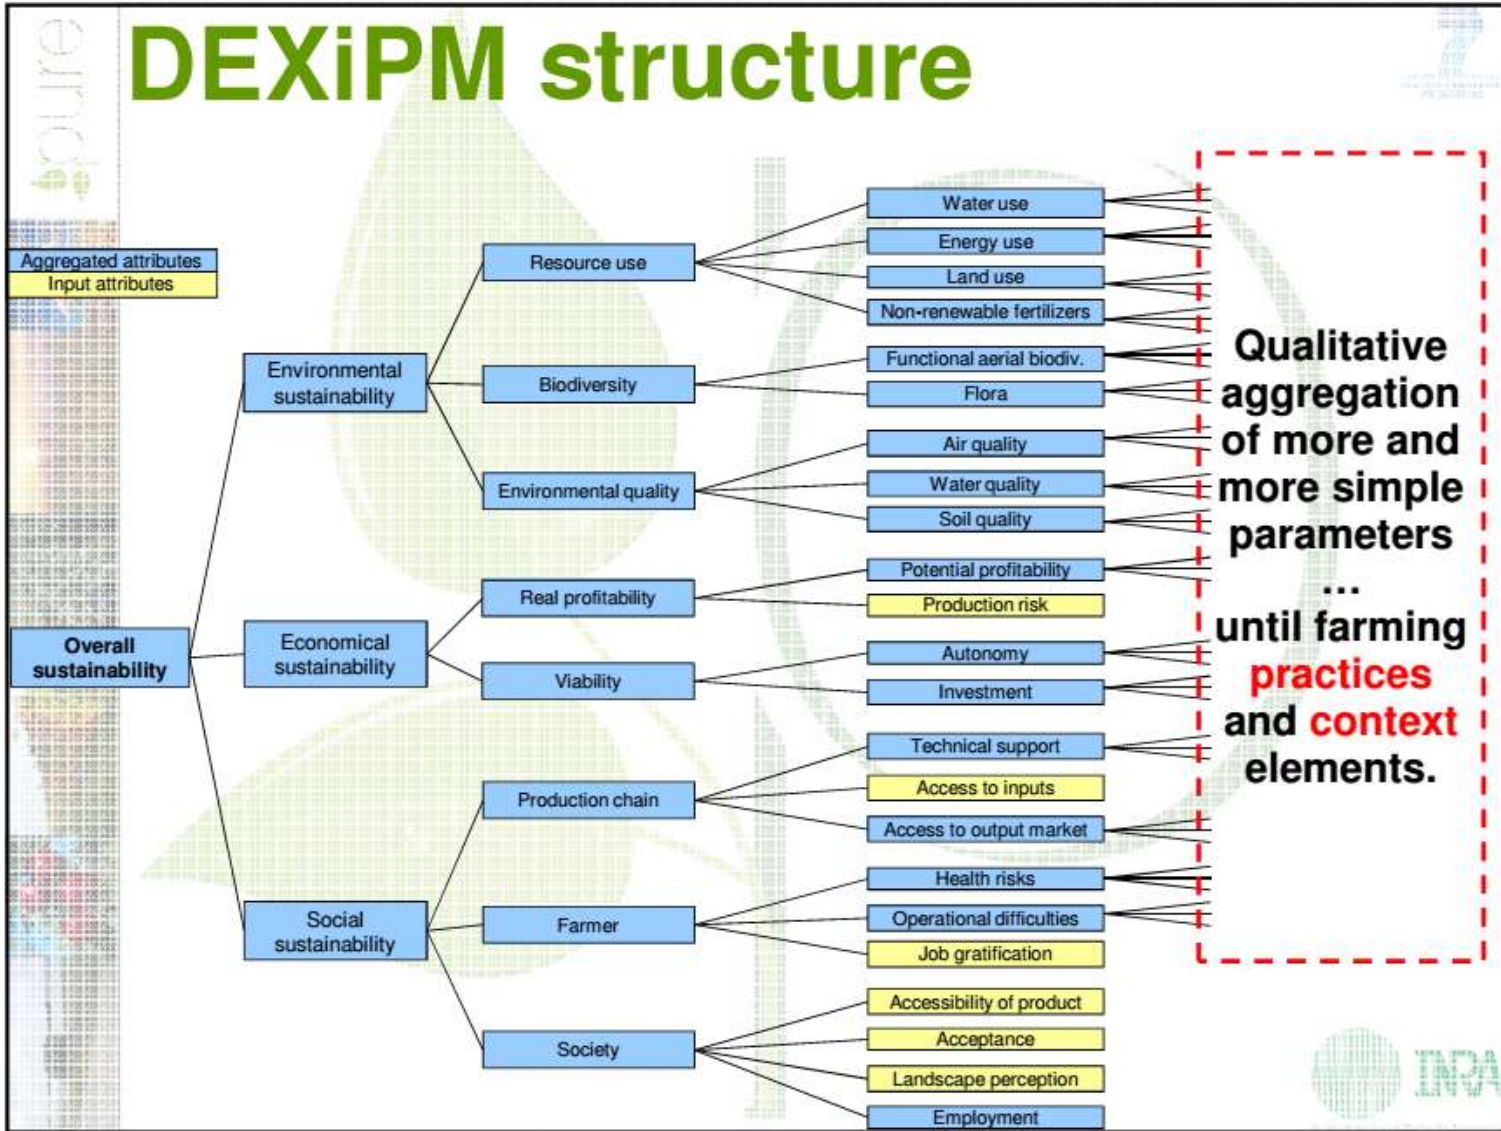 DEXiPM structure
pure
Aggregated attributes
Input attributes
Overall
sustainability
Environmental
sustainability
Economical
sustainability
Social
sustainability
Resource use
Biodiversity
Environmental quality
Real profitability
Viability
Production chain
Farmer
Society
Water use
Energy use
Land use
Non-renewable fertilizers
Functional aerial biodiv.
Flora
Air quality
Water quality
Soil quality
Potential profitability
Production risk
Autonomy
Investment
Technical support
Access to inputs
Access to output market
Health risks
Operational difficulties
Job gratification
Accessibility of product
Acceptance
Landscape perception
Employment
Qualitative
aggregation
of more and
more simple
parameters
...
until farming
practices
and context
elements.
INRA